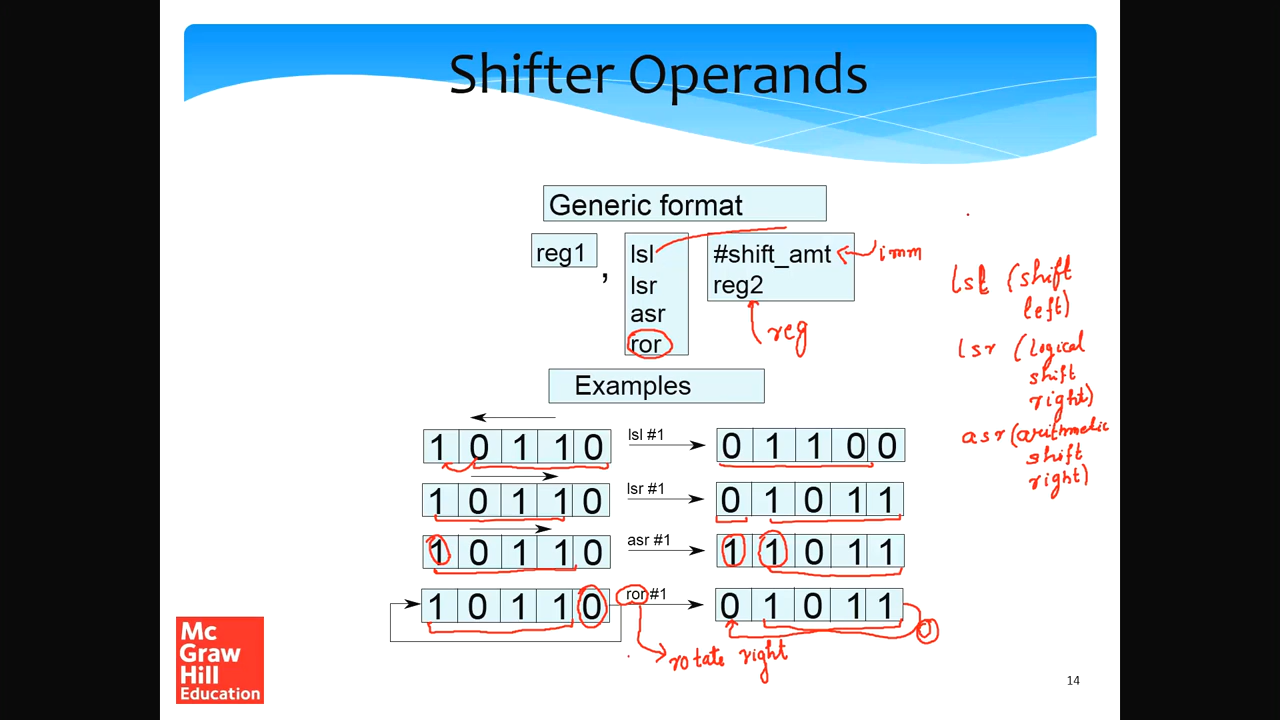 Shifter Operands
Generic format
reg1 , lsl #shift_amt imm
lsr reg2
asr
ror
reg
lsl (shift
left)
lsr (logical
shift
right)
asr (arithmetic
shift
right)
Examples
1 0 1 1 0 lsl #1 0 1 1 0 0
1 0 1 1 0 lsr #1 0 1 0 1 1
1 0 1 1 0 asr #1 1 1 0 1 1
1 0 1 1 0 ror #1 0 1 0 1 1
0
rotate right
Mc
Graw
Hill
Education
14